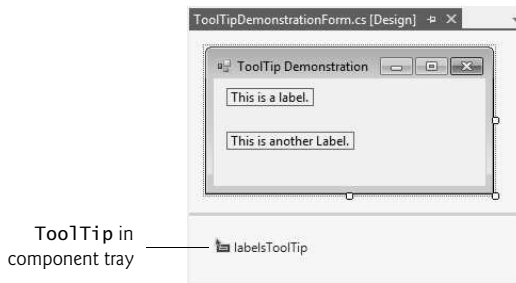 ToolTipDemonstrationForm.cs [Design]
ToolTip Demonstration
This is a label.
This is another Label.
ToolTip in
component tray
labelsToolTip